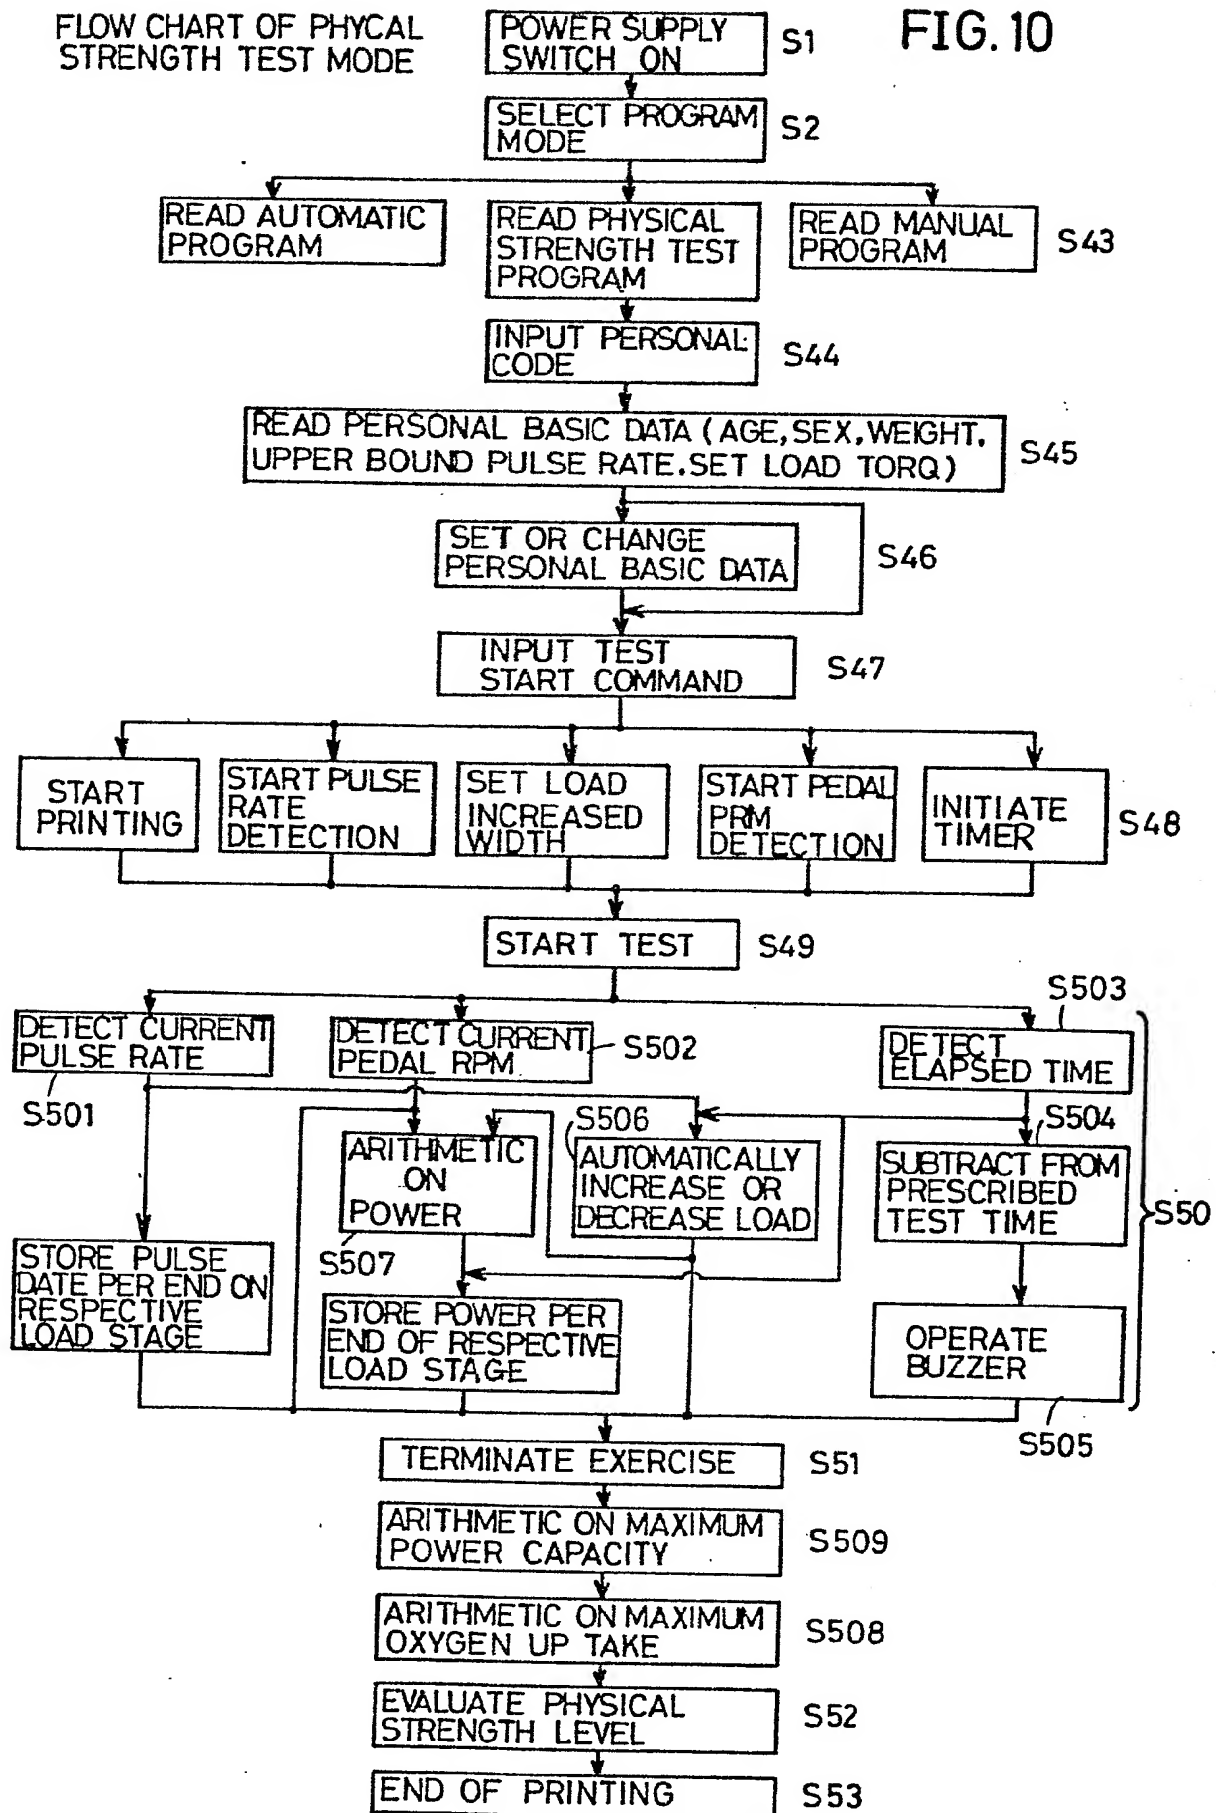 FLOW CHART OF PHYCAL
STRENGTH TEST MODE
FIG. 10
POWER SUPPLY
SWITCH ON
S1
SELECT PROGRAM
MODE
S2
READ AUTOMATIC
PROGRAM
READ PHYSICAL
STRENGTH TEST
PROGRAM
READ MANUAL
PROGRAM
S43
INPUT PERSONAL
CODE
S44
READ PERSONAL BASIC DATA (AGE, SEX, WEIGHT.
UPPER BOUND PULSE RATE. SET LOAD TORQ)
S45
SET OR CHANGE
PERSONAL BASIC DATA
S46
INPUT TEST
START COMMAND
S47
START
PRINTING
START PULSE
RATE
DETECTION
SET LOAD
INCREASED
WIDTH
START PEDAL
PRM
DETECTION
INITIATE
TIMER
S48
START TEST
S49
DETECT CURRENT
PULSE RATE
S501
DETECT CURRENT
PEDAL RPM
S502
S503
DETECT
ELAPSED TIME
ARITHMETIC
ON
POWER
S507
S506
AUTOMATICALLY
INCREASE OR
DECREASE LOAD
S504
SUBTRACT FROM
PRESCRIBED
TEST TIME
S50
STORE PULSE
DATE PER END ON
RESPECTIVE
LOAD STAGE
STORE POWER PER
END OF RESPECTIVE
LOAD STAGE
OPERATE
BUZZER
S505
TERMINATE EXERCISE
S51
ARITHMETIC ON MAXIMUM
POWER CAPACITY
S509
ARITHMETIC ON MAXIMUM
OXYGEN UP TAKE
S508
EVALUATE PHYSICAL
STRENGTH LEVEL
S52
END OF PRINTING
S53